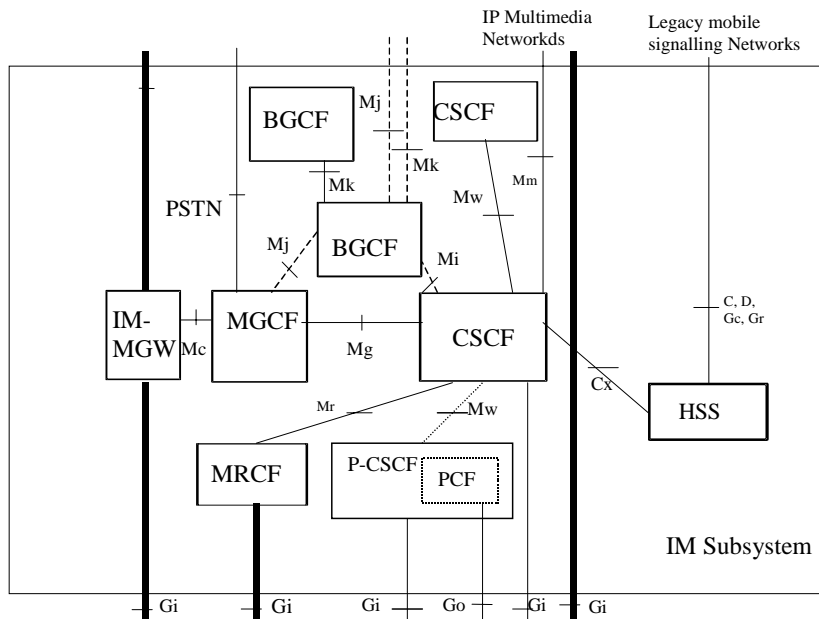 IP Multimedia
Networkds
Legacy mobile
signalling Networks
BGCF
Mj
CSCF
Mk
Mk
Mm
PSTN
Mw
Mj
BGCF
Mi
IM-
MGW
Mc
MGCF
Mg
CSCF
C, D,
Gc, Gr
Cx
HSS
Mr
Mw
MRCF
P-CSCF
PCF
IM Subsystem
Gi
Gi
Gi
Go
Gi
Gi